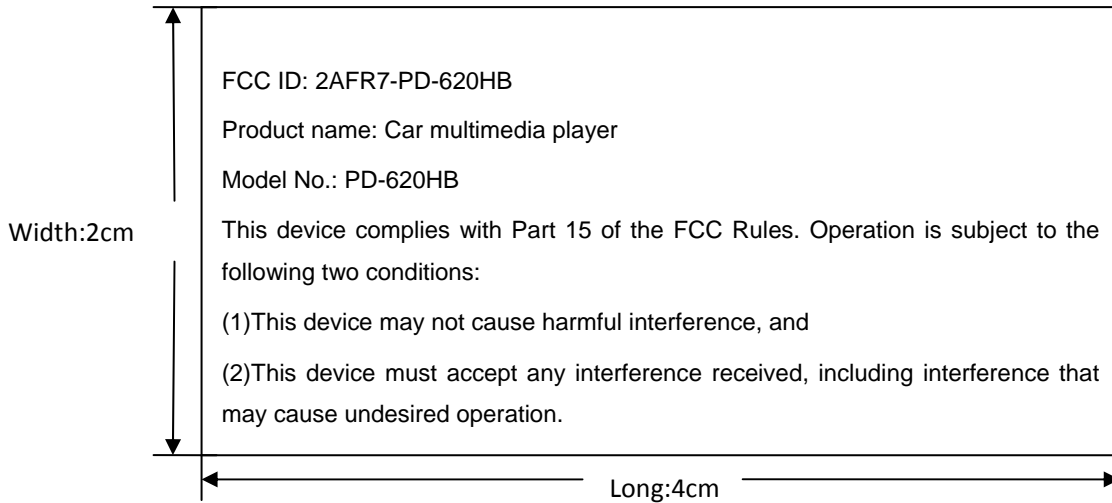 FCC ID: 2AFR7-PD-620HB
Product name: Car multimedia player
Model No.: PD-620HB
Width:2cm
This device complies with Part 15 of the FCC Rules. Operation is subject to the
following two conditions:
(1)This device may not cause harmful interference, and
(2)This device must accept any interference received, including interference that
may cause undesired operation.
Long:4cm